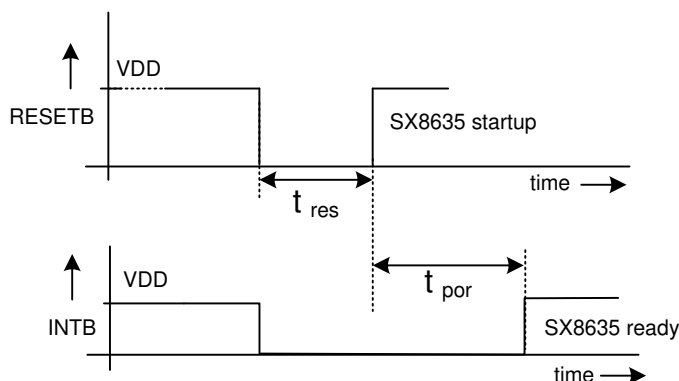 VDD
RESETB
SX8635 startup
time
t res
VDD
t por
INTB
SX8635 ready
time